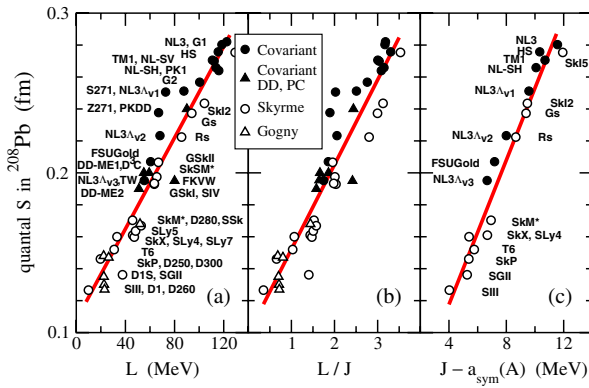 quantal S in 208Pb (fm)
0.3
0.2
0.1
NL3, G1
HS
TM1, NL-SV
NL-SH, PK1
G2
S271, NL3Λv1
Z271, PKDD
SkI2
Gs
NL3Λv2
Rs
FSUGold
DD-ME1,D³C
NL3Λv3,TW
DD-ME2
GSkII
SkSM*
FKVW
GSkI, SIV
SkM*, D280, SSk
SLy5
SkX, SLy4, SLy7
T6
SkP, D250, D300
D1S, SGII
SIII, D1, D260
(a)
0 40 80 120
L (MeV)
Covariant
Covariant
DD, PC
Skyrme
Gogny
(b)
1 2 3
L / J
NL3
HS
TM1
SkI5
NL-SH
NL3Λv1
SkI2
Gs
NL3Λv2
Rs
FSUGold
NL3Λv3
SkM*
SkX, SLy4
T6
SkP
SGII
SIII
(c)
4 8 12
J − asym(A) (MeV)